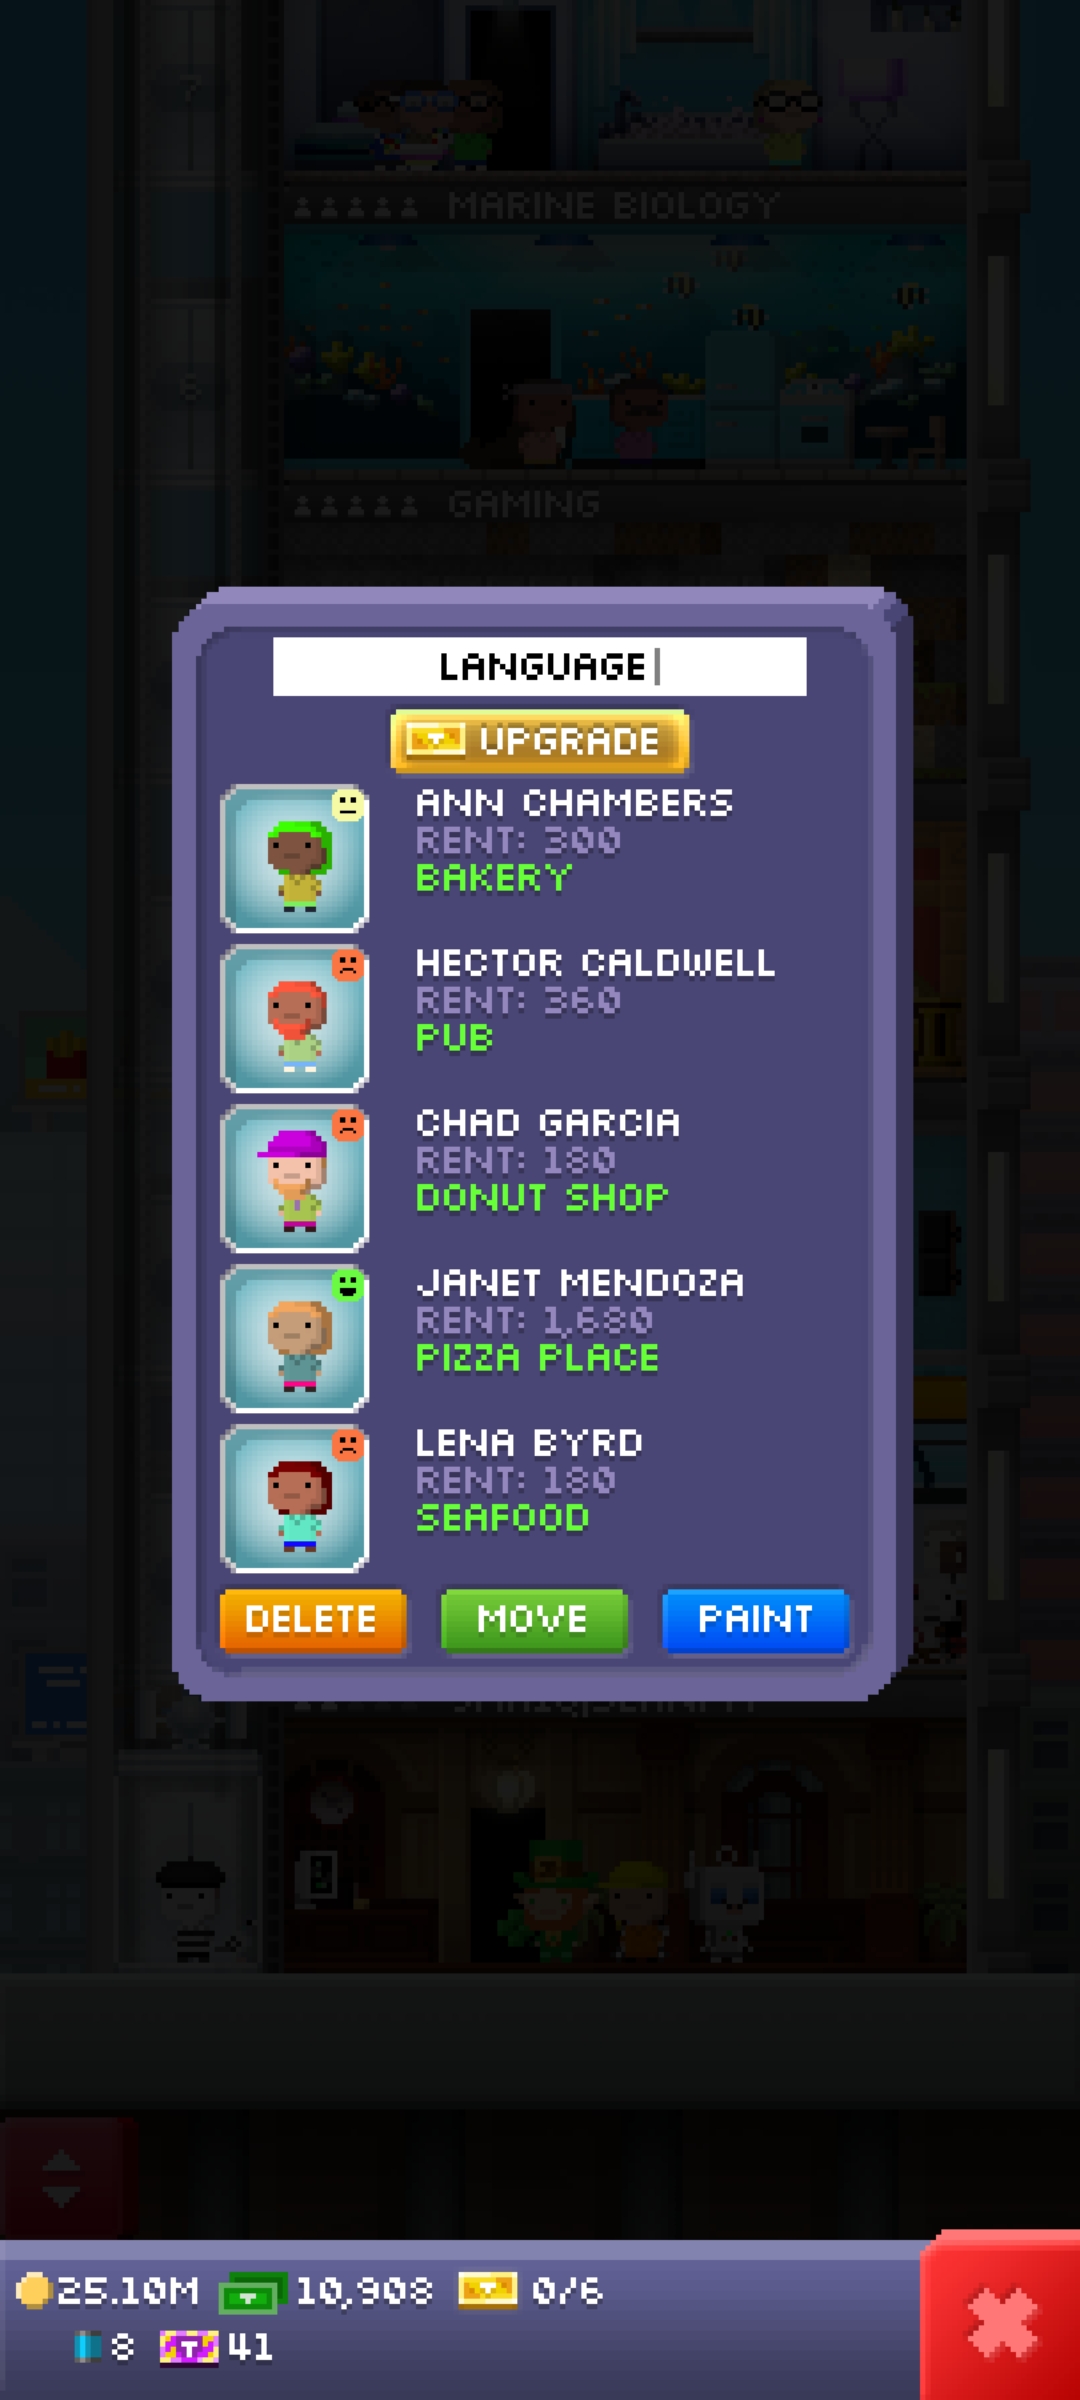 7
MARINE BIOLOGY
6
GAMING
LANGUAGE
UPGRADE
ANN CHAMBERS
RENT: 300
BAKERY
HECTOR CALDWELL
RENT: 360
PUB
CHAD GARCIA
RENT: 180
DONUT SHOP
JANET MENDOZA
RENT: 1,680
PIZZA PLACE
LENA BYRD
RENT: 180
SEAFOOD
DELETE MOVE PAINT
25.10M 10,908 0/6
8 41